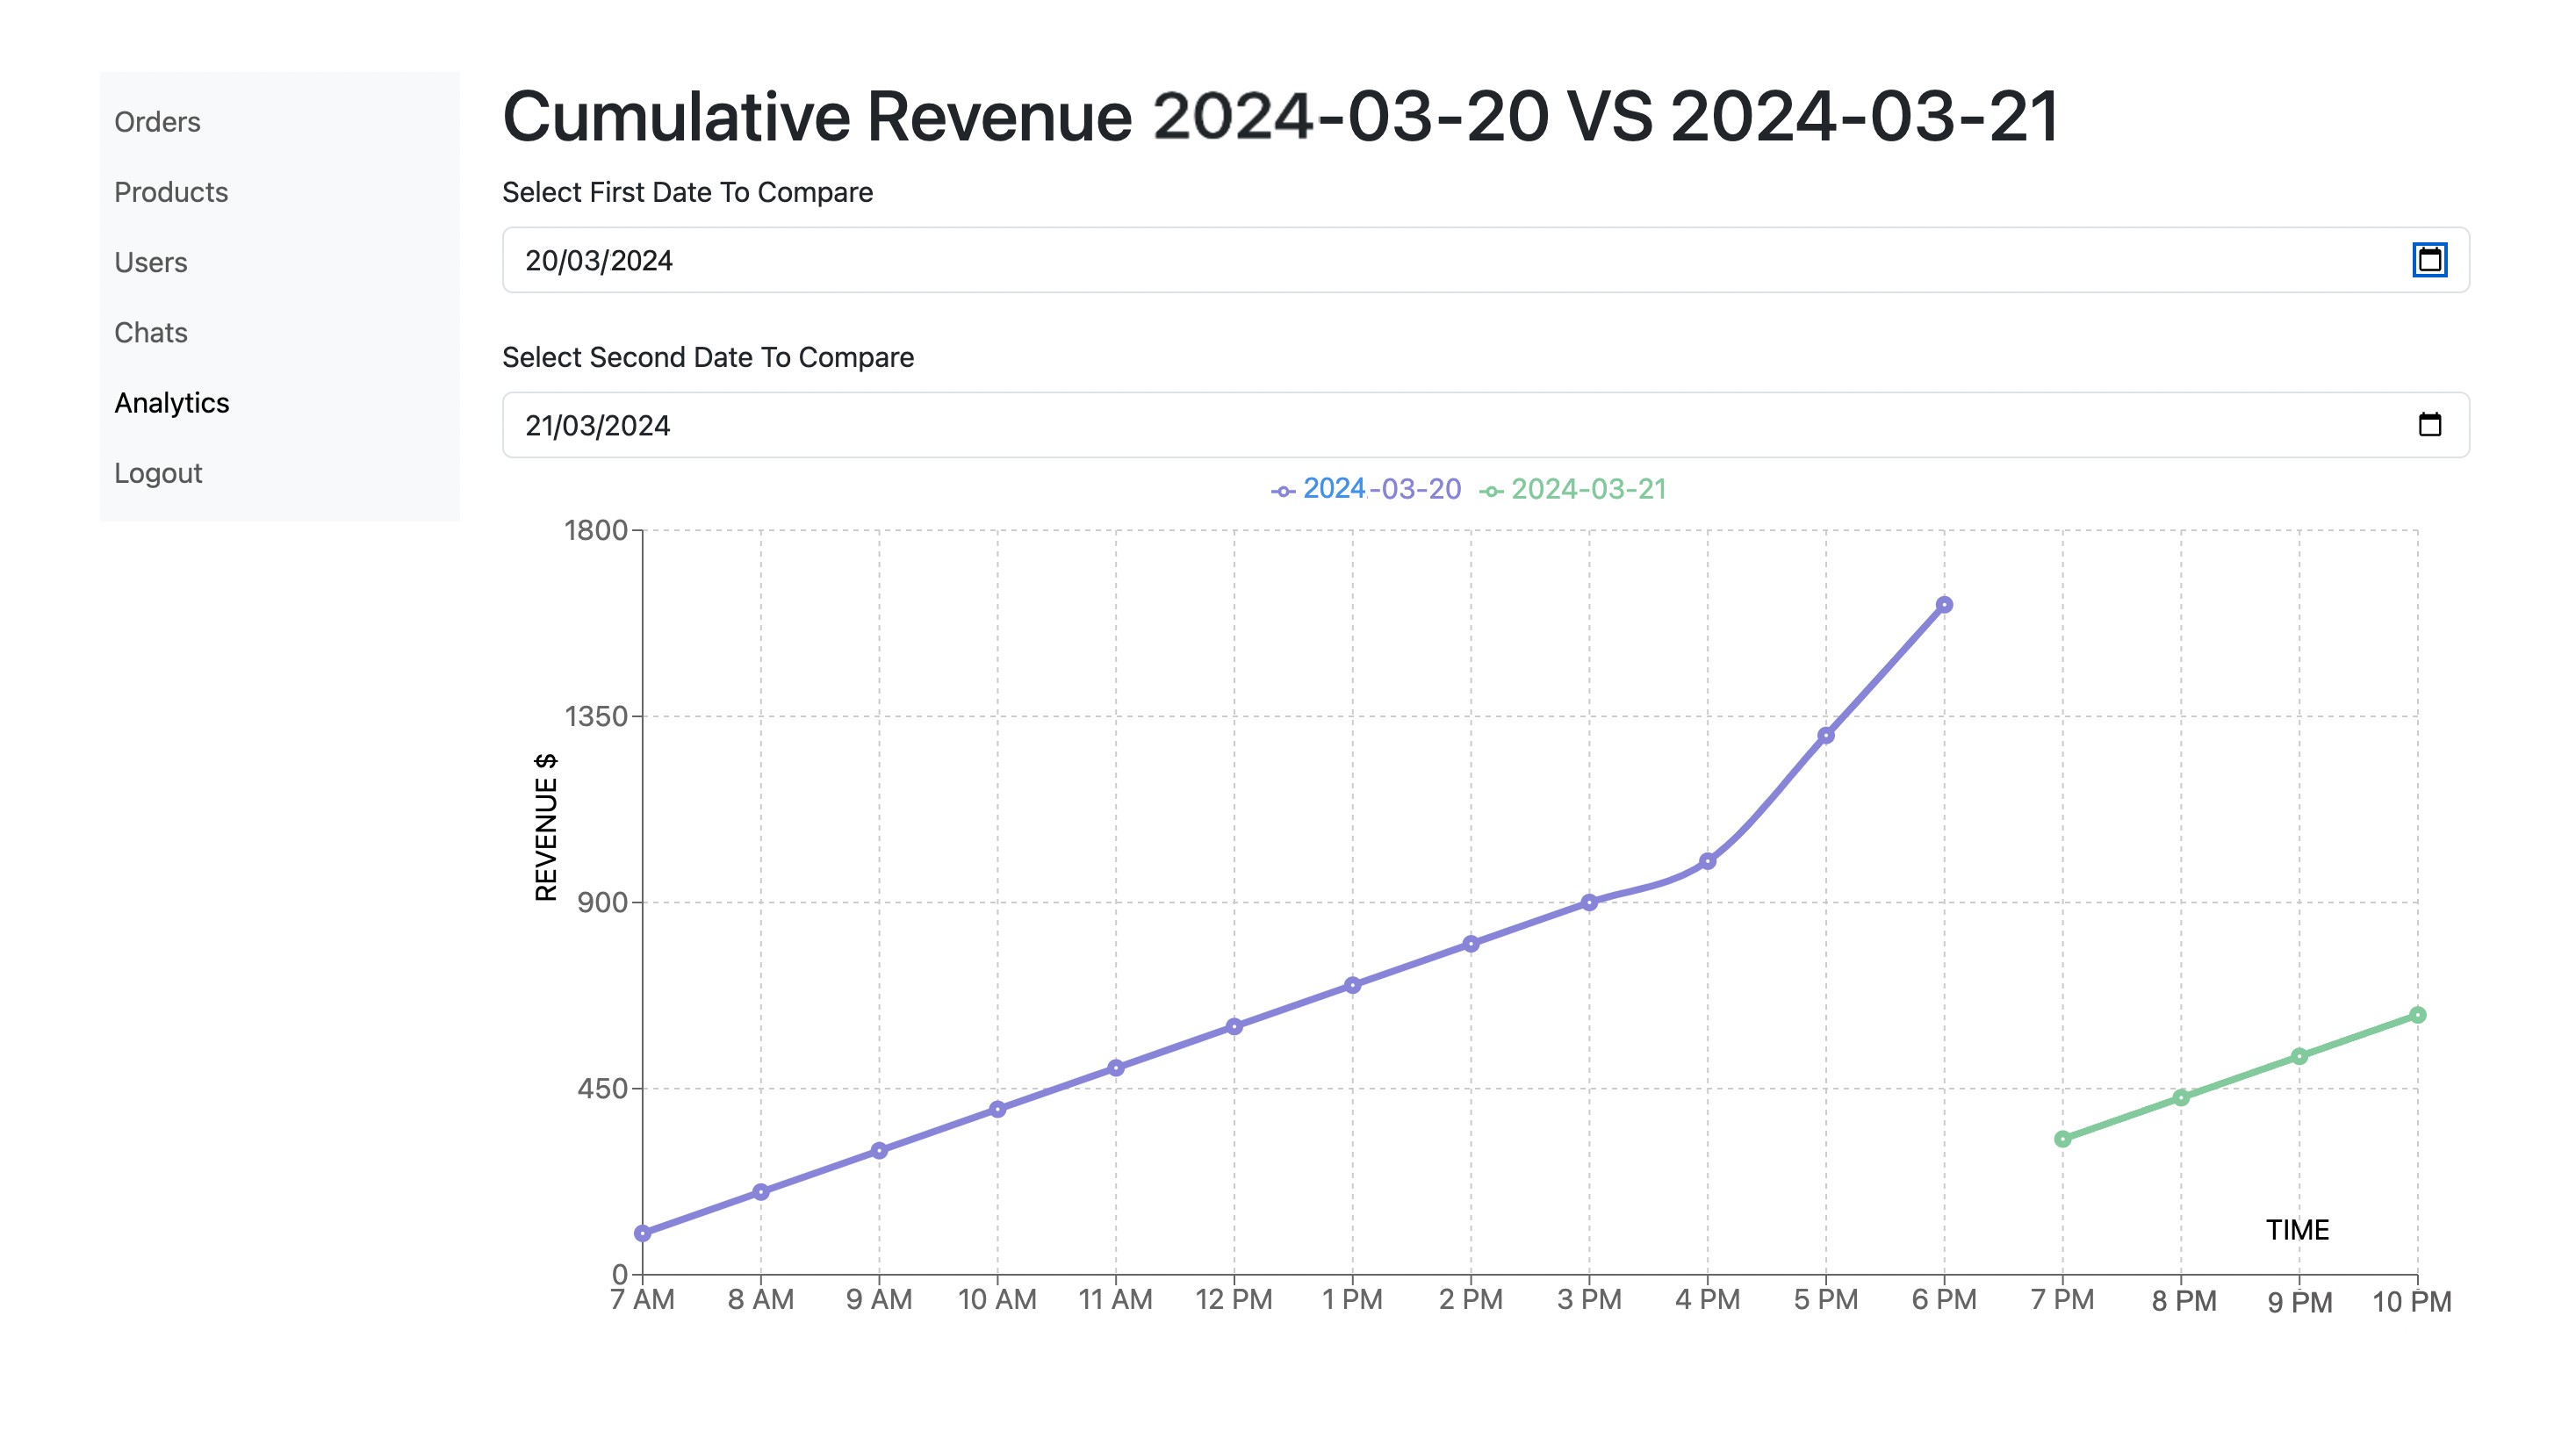 Orders
Products
Users
Chats
Analytics
Logout
Cumulative Revenue 2024-03-20 VS 2024-03-21
Select First Date To Compare
20/03/2024
Select Second Date To Compare
21/03/2024
2024-03-20 2024-03-21
1800
1350
900
450
0
REVENUE $
TIME
7 AM 8 AM 9 AM 10 AM 11 AM 12 PM 1 PM 2 PM 3 PM 4 PM 5 PM 6 PM 7 PM 8 PM 9 PM 10 PM